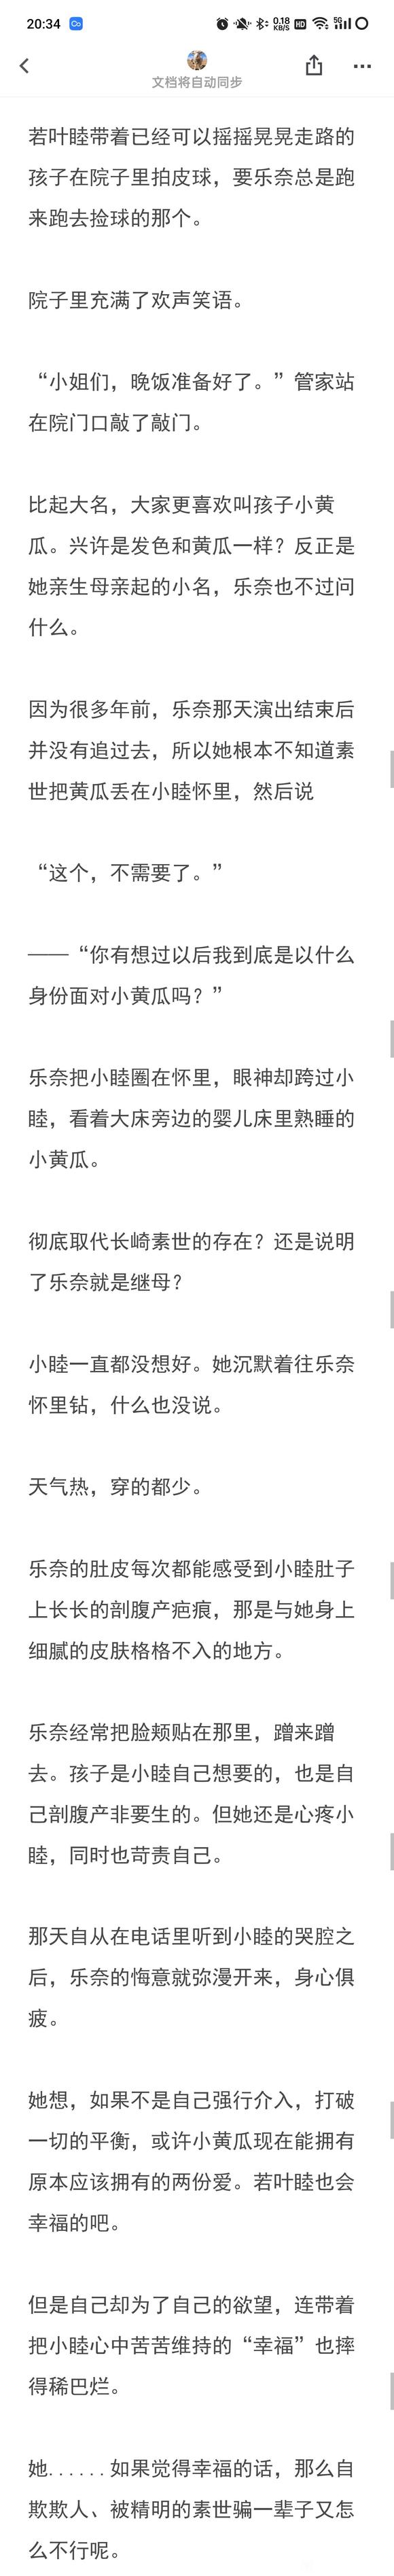 20:34
0.18
KB/S
HD
5G
文档将自动同步
若叶睦带着已经可以摇摇晃晃走路的
孩子在院子里拍皮球，要乐奈总是跑
来跑去捡球的那个。
院子里充满了欢声笑语。
“小姐们，晚饭准备好了。”管家站
在院门口敲了敲门。
比起大名，大家更喜欢叫孩子小黄
瓜。兴许是发色和黄瓜一样？反正是
她亲生母亲起的小名，乐奈也不过问
什么。
因为很多年前，乐奈那天演出结束后
并没有追过去，所以她根本不知道素
世把黄瓜丢在小睦怀里，然后说
“这个，不需要了。”
——“你有想过以后我到底是以什么
身份面对小黄瓜吗？”
乐奈把小睦圈在怀里，眼神却跨过小
睦，看着大床旁边的婴儿床里熟睡的
小黄瓜。
彻底取代长崎素世的存在？还是说明
了乐奈就是继母？
小睦一直都没想好。她沉默着往乐奈
怀里钻，什么也没说。
天气热，穿的都少。
乐奈的肚皮每次都能感受到小睦肚子
上长长的剖腹产疤痕，那是与她身上
细腻的皮肤格格不入的地方。
乐奈经常把脸颊贴在那里，蹭来蹭
去。孩子是小睦自己想要的，也是自
己剖腹产非要生的。但她还是心疼小
睦，同时也苛责自己。
那天自从在电话里听到小睦的哭腔之
后，乐奈的悔意就弥漫开来，身心俱
疲。
她想，如果不是自己强行介入，打破
一切的平衡，或许小黄瓜现在能拥有
原本应该拥有的两份爱。若叶睦也会
幸福的吧。
但是自己却为了自己的欲望，连带着
把小睦心中苦苦维持的“幸福”也摔
得稀巴烂。
她......如果觉得幸福的话，那么自
欺欺人、被精明的素世骗一辈子又怎
么不行呢。